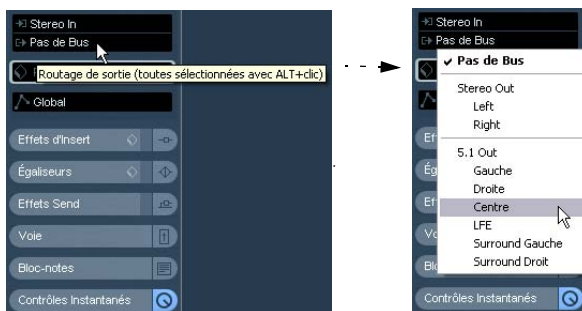 Stereo In
Pas de Bus
Routage de sortie (toutes sélectionnées avec ALT+clic)
Global
Effets d'Insert
Égaliseurs
Effets Send
Voie
Bloc-notes
Contrôles Instantanés
Stereo In
Pas de Bus
Pas de Bus
Stereo Out
Left
Right
5.1 Out
Gauche
Droite
Centre
LFE
Surround Gauche
Surround Droit
Contrôles Instantanés